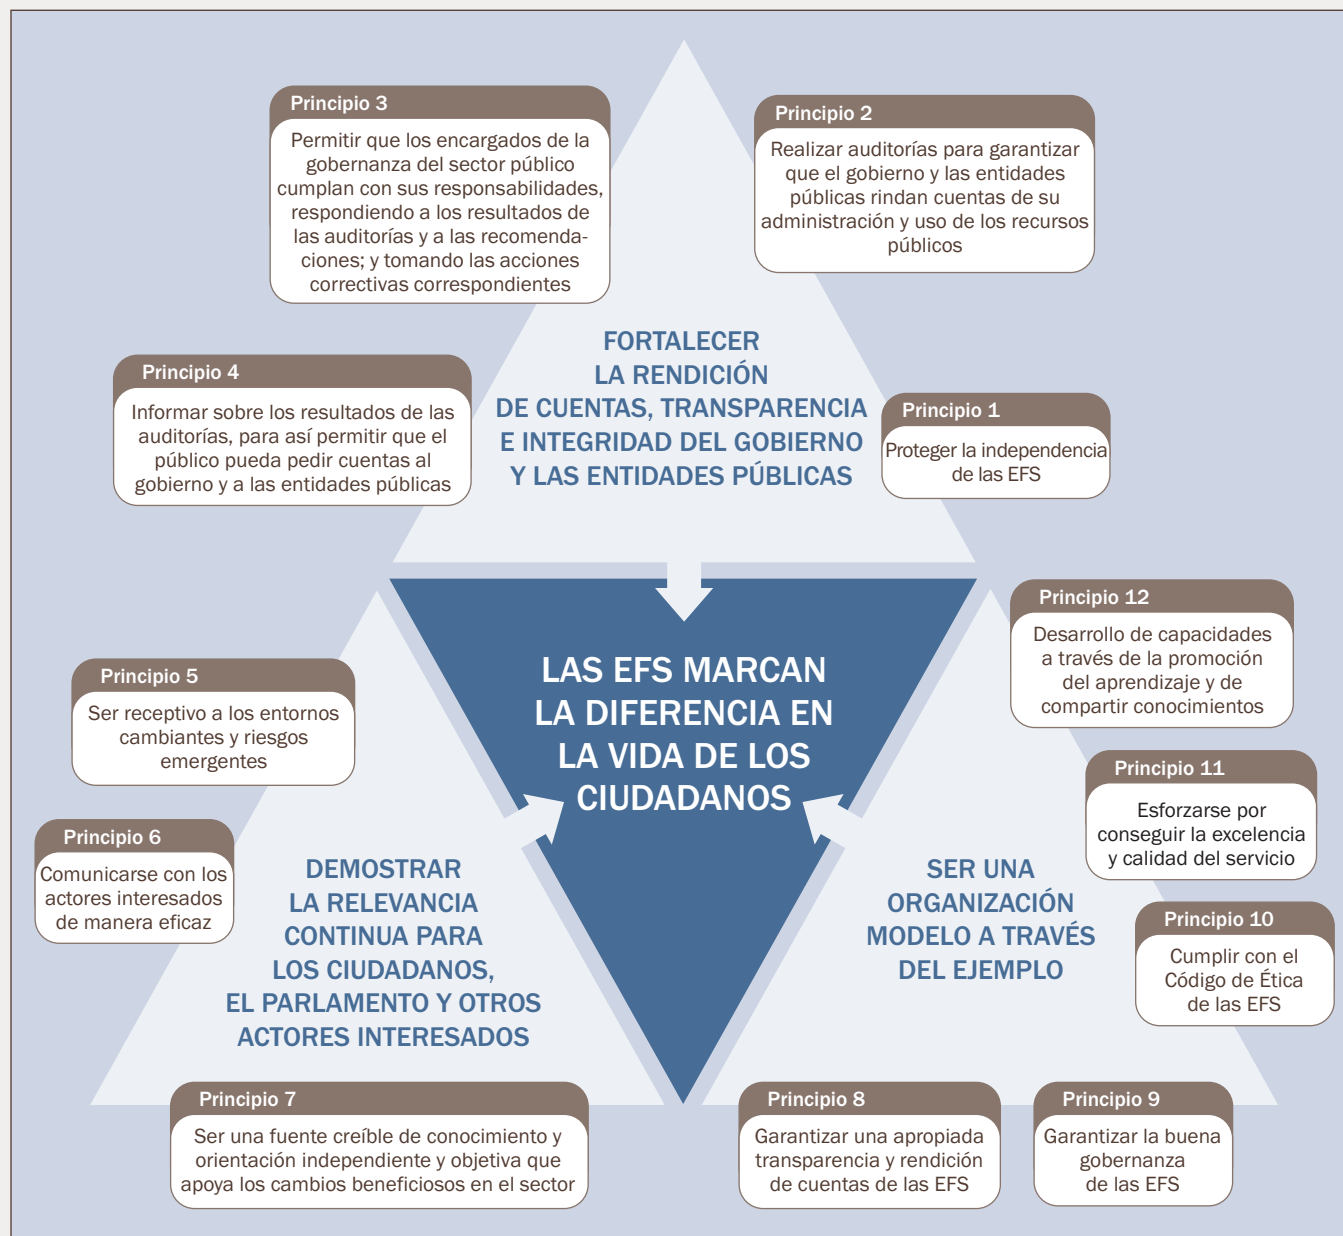 Principio 3
Permitir que los encargados de la
gobernanza del sector público
cumplan con sus responsabilidades,
respondiendo a los resultados de
las auditorías y a las recomenda-
ciones; y tomando las acciones
correctivas correspondientes
Principio 2
Realizar auditorías para garantizar
que el gobierno y las entidades
públicas rindan cuentas de su
administración y uso de los recursos
públicos
FORTALECER
LA RENDICIÓN
DE CUENTAS, TRANSPARENCIA
E INTEGRIDAD DEL GOBIERNO
Y LAS ENTIDADES PÚBLICAS
Principio 4
Informar sobre los resultados de las
auditorías, para así permitir que el
público pueda pedir cuentas al
gobierno y a las entidades públicas
Principio 1
Proteger la independencia
de las EFS
LAS EFS MARCAN
LA DIFERENCIA EN
LA VIDA DE LOS
CIUDADANOS
Principio 5
Ser receptivo a los entornos
cambiantes y riesgos
emergentes
Principio 6
Comunicarse con los
actores interesados
de manera eficaz
DEMOSTRAR
LA RELEVANCIA
CONTINUA PARA
LOS CIUDADANOS,
EL PARLAMENTO Y OTROS
ACTORES INTERESADOS
Principio 7
Ser una fuente creíble de conocimiento y
orientación independiente y objetiva que
apoya los cambios beneficiosos en el sector
Principio 12
Desarrollo de capacidades
a través de la promoción
del aprendizaje y de
compartir conocimientos
Principio 11
Esforzarse por
conseguir la excelencia
y calidad del servicio
SER UNA
ORGANIZACIÓN
MODELO A TRAVÉS
DEL EJEMPLO
Principio 10
Cumplir con el
Código de Ética
de las EFS
Principio 8
Garantizar una apropiada
transparencia y rendición
de cuentas de las EFS
Principio 9
Garantizar la buena
gobernanza
de las EFS